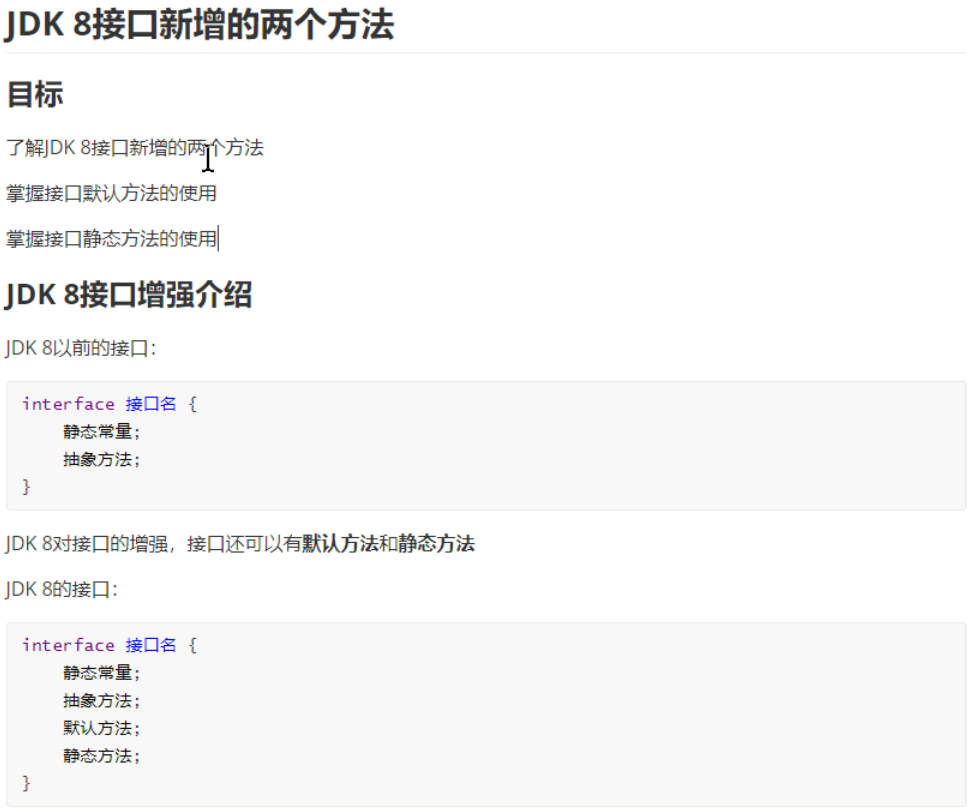 JDK 8接口新增的两个方法
目标
了解JDK 8接口新增的两个方法
掌握接口默认方法的使用
掌握接口静态方法的使用
JDK 8接口增强介绍
JDK 8以前的接口：
interface 接口名 {
    静态常量;
    抽象方法;
}
JDK 8对接口的增强，接口还可以有默认方法和静态方法
JDK 8的接口：
interface 接口名 {
    静态常量;
    抽象方法;
    默认方法;
    静态方法;
}